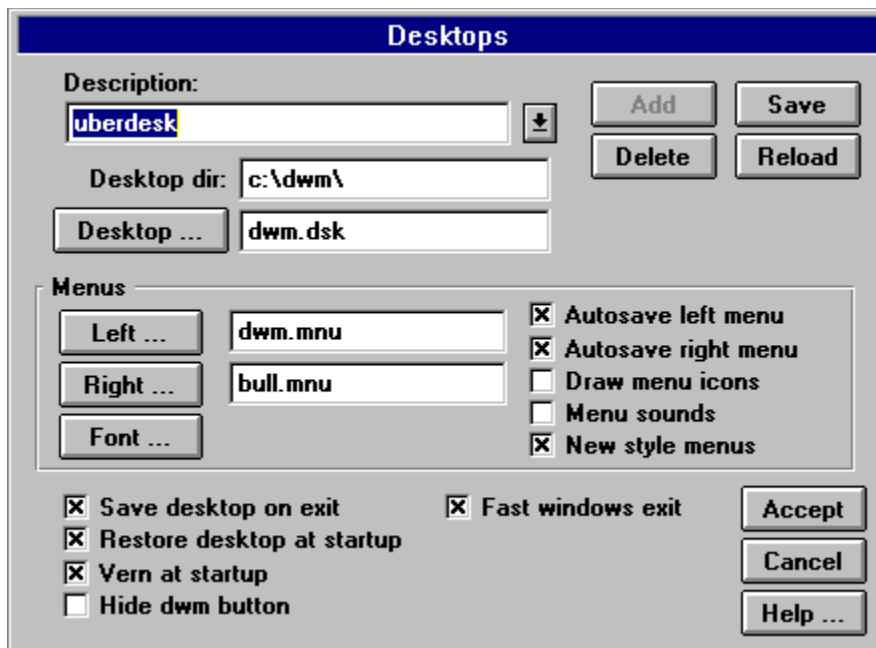 Desktops
Description:
uberdesk
Add
Save
Delete
Reload
Desktop dir: c:\dwm\
Desktop ... dwm.dsk
Menus
Left ... dwm.mnu
Right ... bull.mnu
Font ...
Autosave left menu
Autosave right menu
Draw menu icons
Menu sounds
New style menus
Save desktop on exit
Restore desktop at startup
Vern at startup
Hide dwm button
Fast windows exit
Accept
Cancel
Help ...